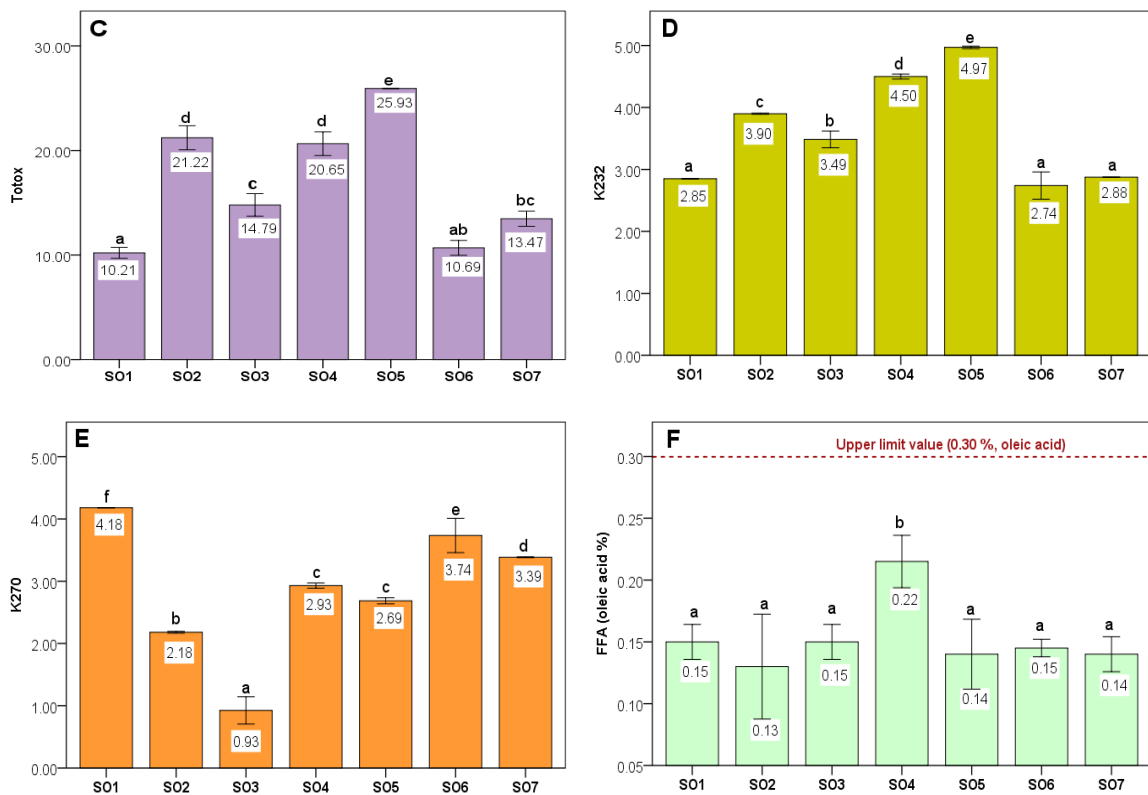 C
Totox
30.00
20.00
10.00
0.00
a
d
c
d
e
ab
bc
10.21
21.22
14.79
20.65
25.93
10.69
13.47
SO1 SO2 SO3 SO4 SO5 SO6 SO7
D
K232
5.00
4.00
3.00
2.00
1.00
0.00
a
c
b
d
e
a
a
2.85
3.90
3.49
4.50
4.97
2.74
2.88
SO1 SO2 SO3 SO4 SO5 SO6 SO7
E
K270
5.00
4.00
3.00
2.00
1.00
0.00
f
b
a
c
c
e
d
4.18
2.18
0.93
2.93
2.69
3.74
3.39
SO1 SO2 SO3 SO4 SO5 SO6 SO7
F
Upper limit value (0.30 %, oleic acid)
FFA (oleic acid %)
0.30
0.25
0.20
0.15
0.10
0.05
a
a
a
b
a
a
a
0.15
0.13
0.15
0.22
0.14
0.15
0.14
SO1 SO2 SO3 SO4 SO5 SO6 SO7